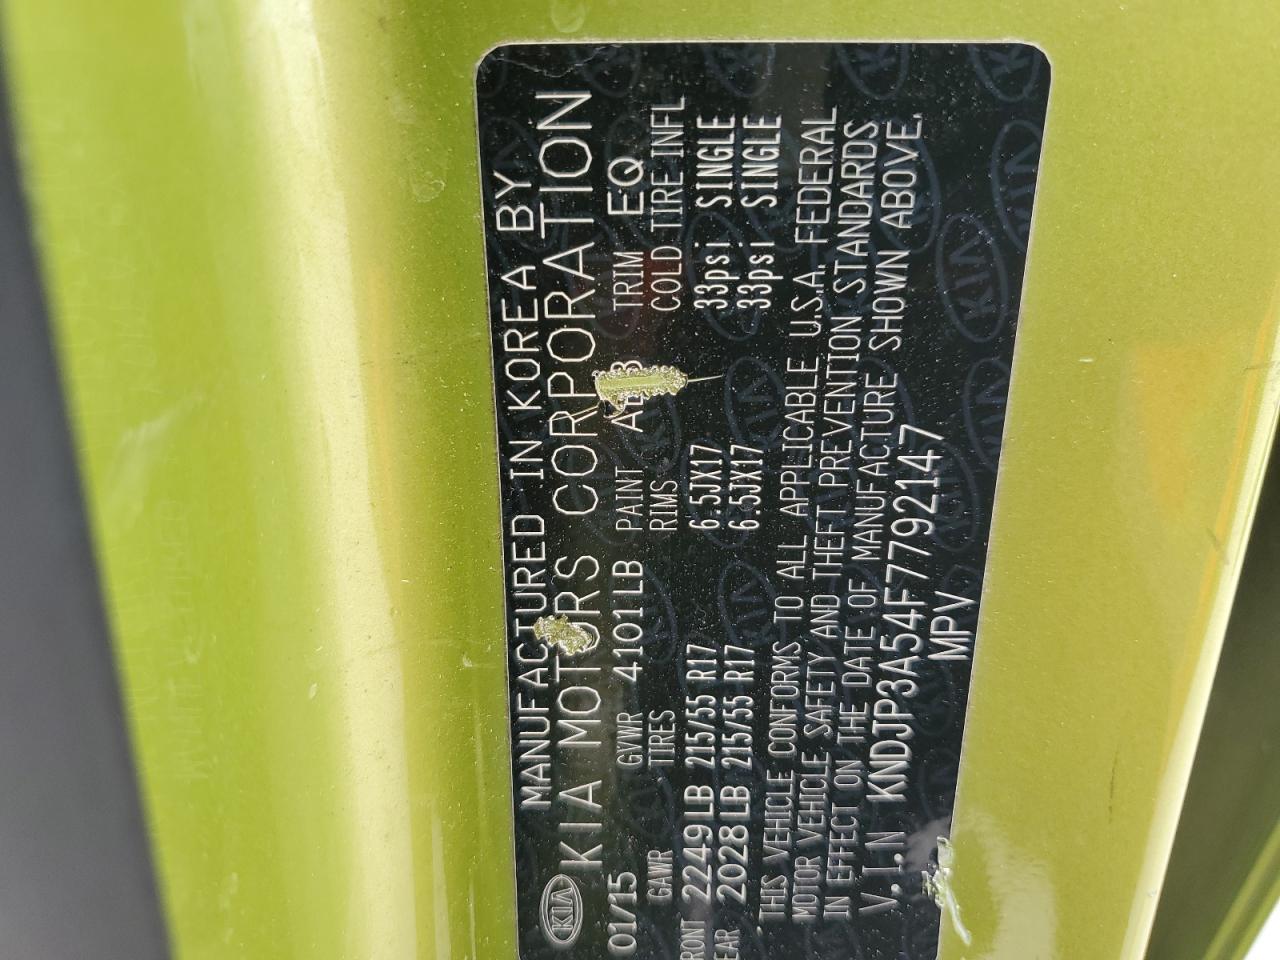 MANUFACTURED IN KOREA BY
KIA KIA MOTORS CORPORATION
01/15 GVWR 4101LB PAINT TRIM EQ
GAWR TIRES RIMS COLD TIRE INFL
2249LB 215/55 R17 6.5JX17 33psi SINGLE
2028LB 215/55 R17 6.5JX17 33psi SINGLE
THIS VEHICLE CONFORMS TO ALL APPLICABLE U.S.A. FEDERAL
MOTOR VEHICLE SAFETY AND THEFT PREVENTION STANDARDS
IN EFFECT ON THE DATE OF MANUFACTURE SHOWN ABOVE.
V.I.N KNDJP3A54F7792147
MPV